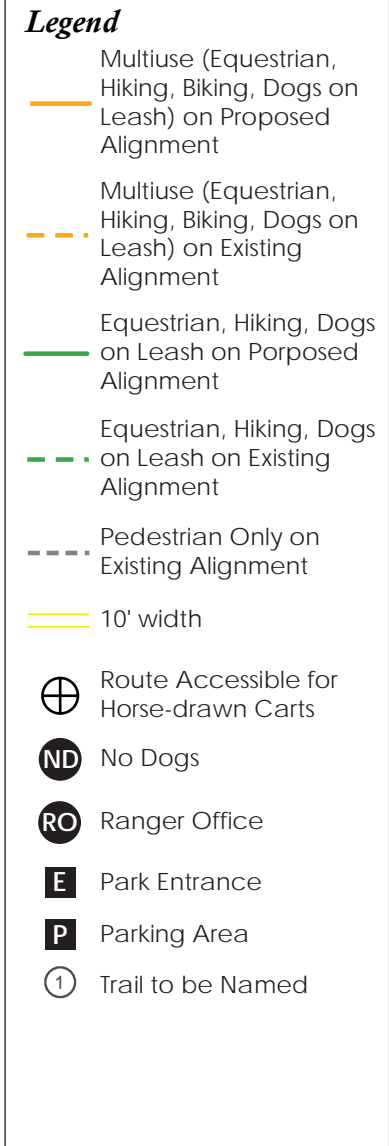 Legend
Multiuse (Equestrian,
Hiking, Biking, Dogs on
Leash) on Proposed
Alignment
Multiuse (Equestrian,
Hiking, Biking, Dogs on
Leash) on Existing
Alignment
Equestrian, Hiking, Dogs
on Leash on Porposed
Alignment
Equestrian, Hiking, Dogs
on Leash on Existing
Alignment
Pedestrian Only on
Existing Alignment
10' width
Route Accessible for
Horse-drawn Carts
ND No Dogs
RO Ranger Office
E Park Entrance
P Parking Area
1 Trail to be Named